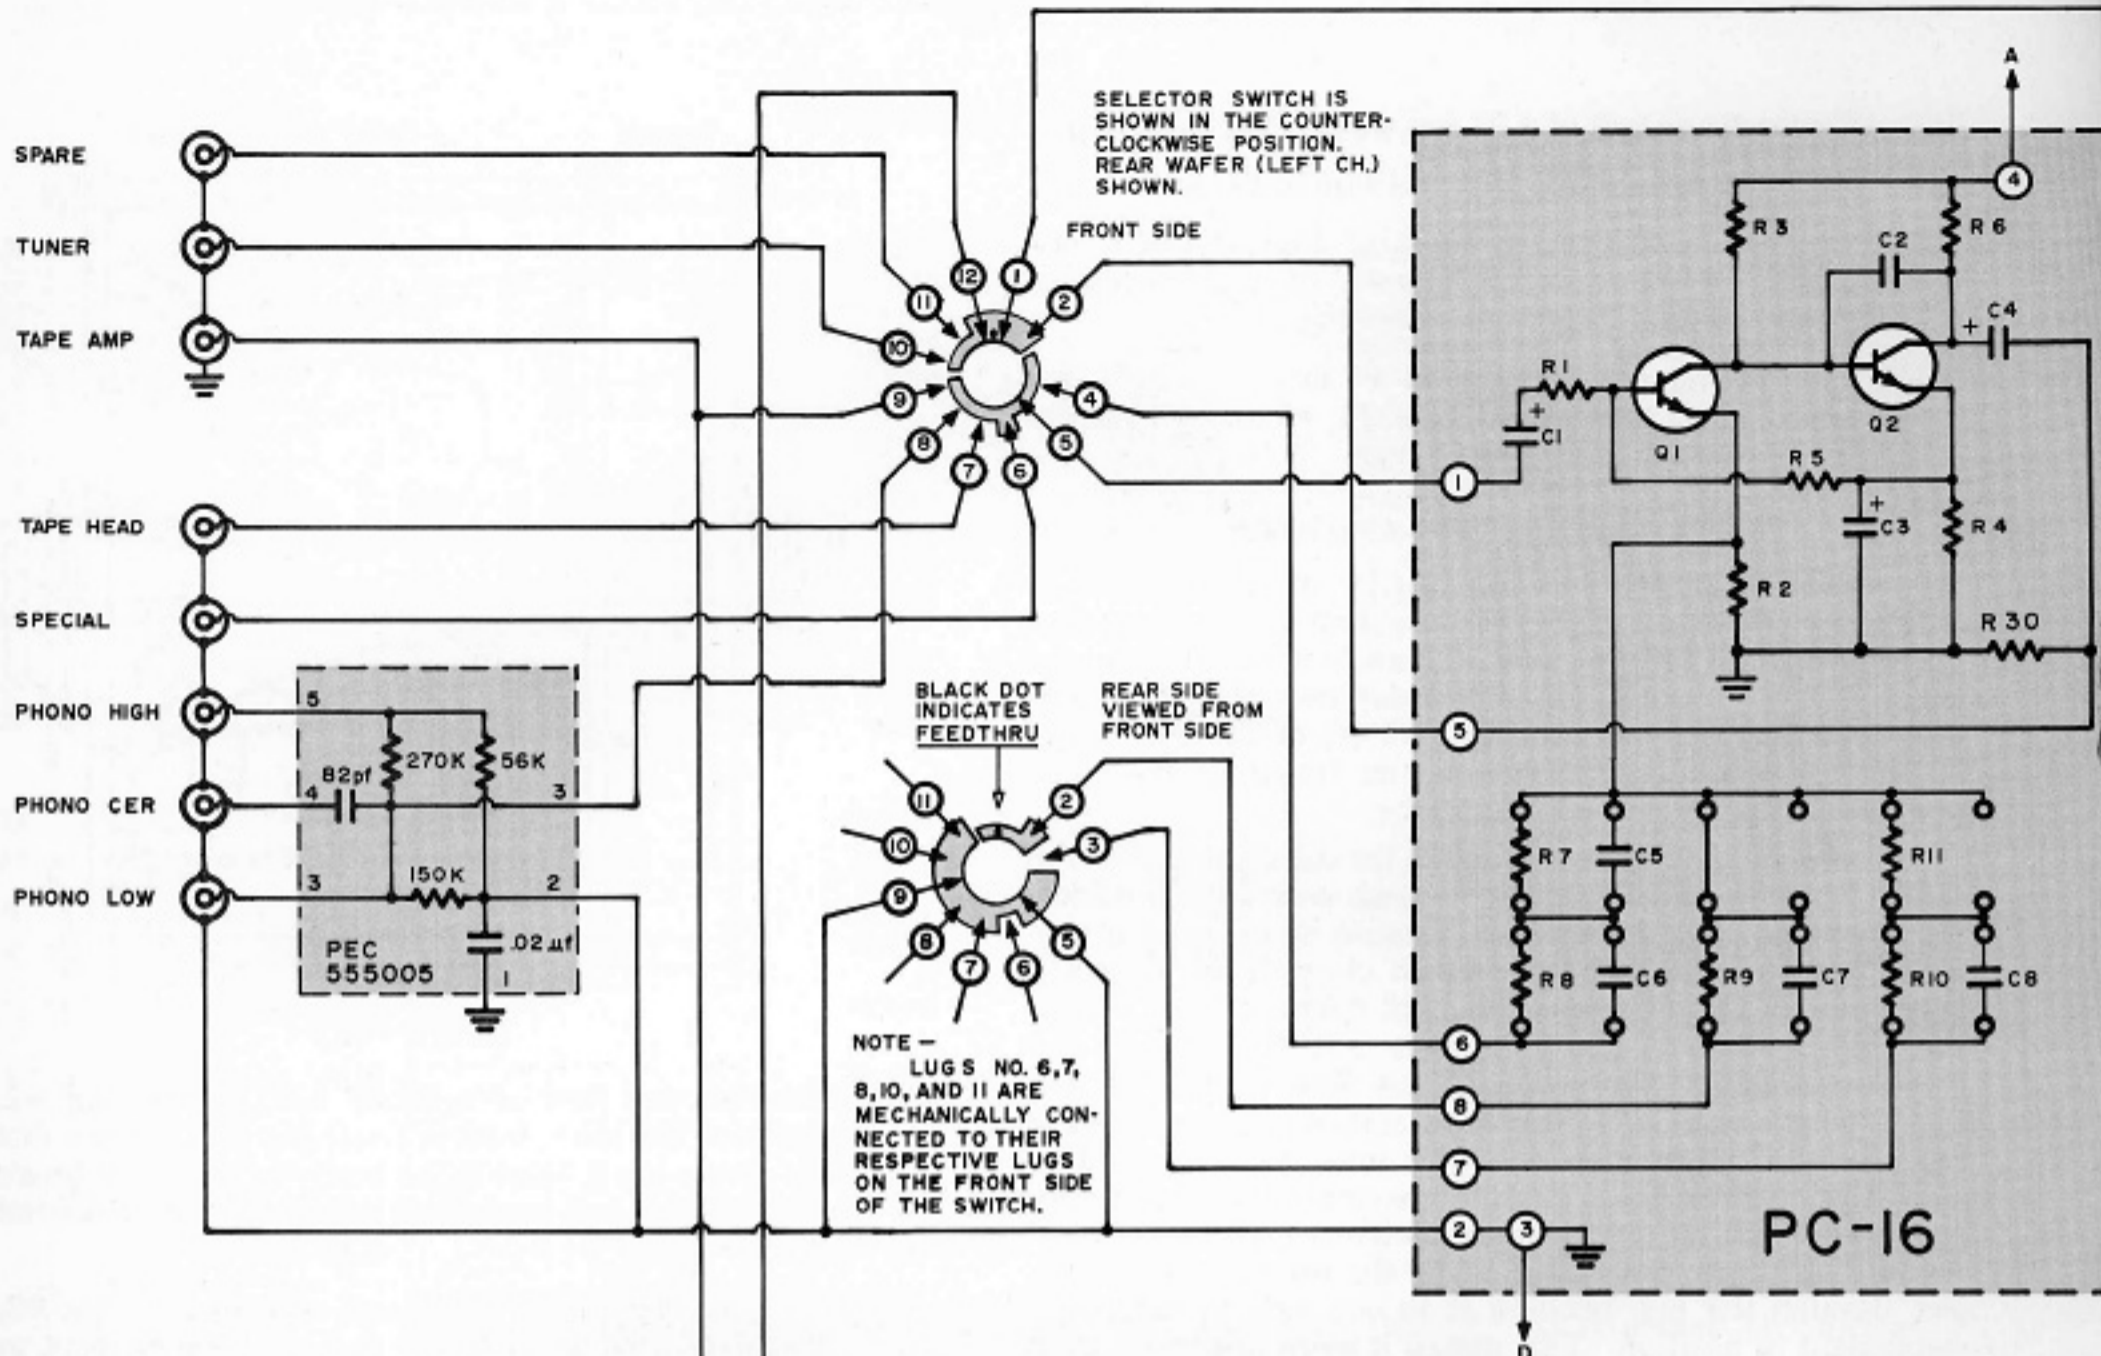 A
SELECTOR SWITCH IS
SHOWN IN THE COUNTER-
CLOCKWISE POSITION.
REAR WAFER (LEFT CH.)
SHOWN.
FRONT SIDE
SPARE
TUNER
TAPE AMP
TAPE HEAD
SPECIAL
PHONO HIGH
PHONO CER
PHONO LOW
12
1
2
11
10
9
8
7
6
5
4
5
270K
56K
82pf
4
3
150K
3
2
.02µf
1
PEC
555005
BLACK DOT
INDICATES
FEEDTHRU
REAR SIDE
VIEWED FROM
FRONT SIDE
11
2
10
3
9
8
7
6
5
NOTE –
LUGS NO. 6,7,
8,10, AND 11 ARE
MECHANICALLY CON-
NECTED TO THEIR
RESPECTIVE LUGS
ON THE FRONT SIDE
OF THE SWITCH.
4
R3
R6
C2
C4
+
R1
+
C1
Q1
Q2
R5
+
C3
R4
R2
R30
1
5
R7
C5
R11
R8
C6
R9
C7
R10
C8
6
8
7
2
3
PC-16
D